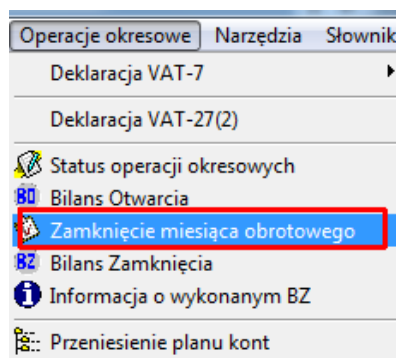 Operacje okresowe Narzędzia Słownik
Deklaracja VAT-7
Deklaracja VAT-27(2)
Status operacji okresowych
BO Bilans Otwarcia
Zamknięcie miesiąca obrotowego
BZ Bilans Zamknięcia
Informacja o wykonanym BZ
Przeniesienie planu kont